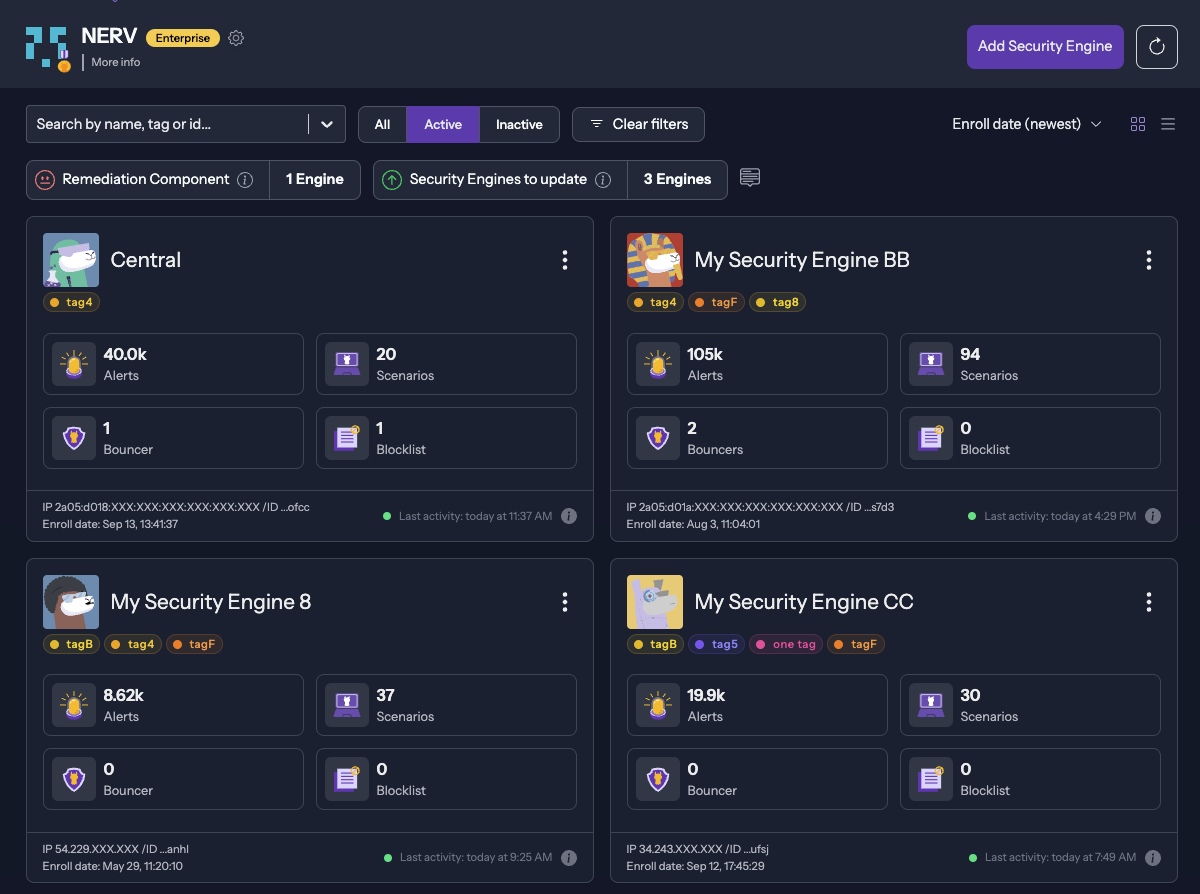 NERV Enterprise
More info
Add Security Engine
Search by name, tag or id...
All Active Inactive
Clear filters
Enroll date (newest)
Remediation Component 1 Engine
Security Engines to update 3 Engines
Central
tag4
40.0k
Alerts
20
Scenarios
1
Bouncer
1
Blocklist
IP 2a05:d018:XXX:XXX:XXX:XXX:XXX:XXX /ID ...ofcc
Enroll date: Sep 13, 13:41:37
Last activity: today at 11:37 AM
My Security Engine BB
tag4 tagF tag8
105k
Alerts
94
Scenarios
2
Bouncers
0
Blocklist
IP 2a05:d01a:XXX:XXX:XXX:XXX:XXX:XXX /ID ...s7d3
Enroll date: Aug 3, 11:04:01
Last activity: today at 4:29 PM
My Security Engine 8
tagB tag4 tagF
8.62k
Alerts
37
Scenarios
0
Bouncer
0
Blocklist
IP 54.229.XXX.XXX /ID ...anhl
Enroll date: May 29, 11:20:10
Last activity: today at 9:25 AM
My Security Engine CC
tagB tag5 one tag tagF
19.9k
Alerts
30
Scenarios
0
Bouncer
0
Blocklist
IP 34.243.XXX.XXX /ID ...ufsj
Enroll date: Sep 12, 17:45:29
Last activity: today at 7:49 AM